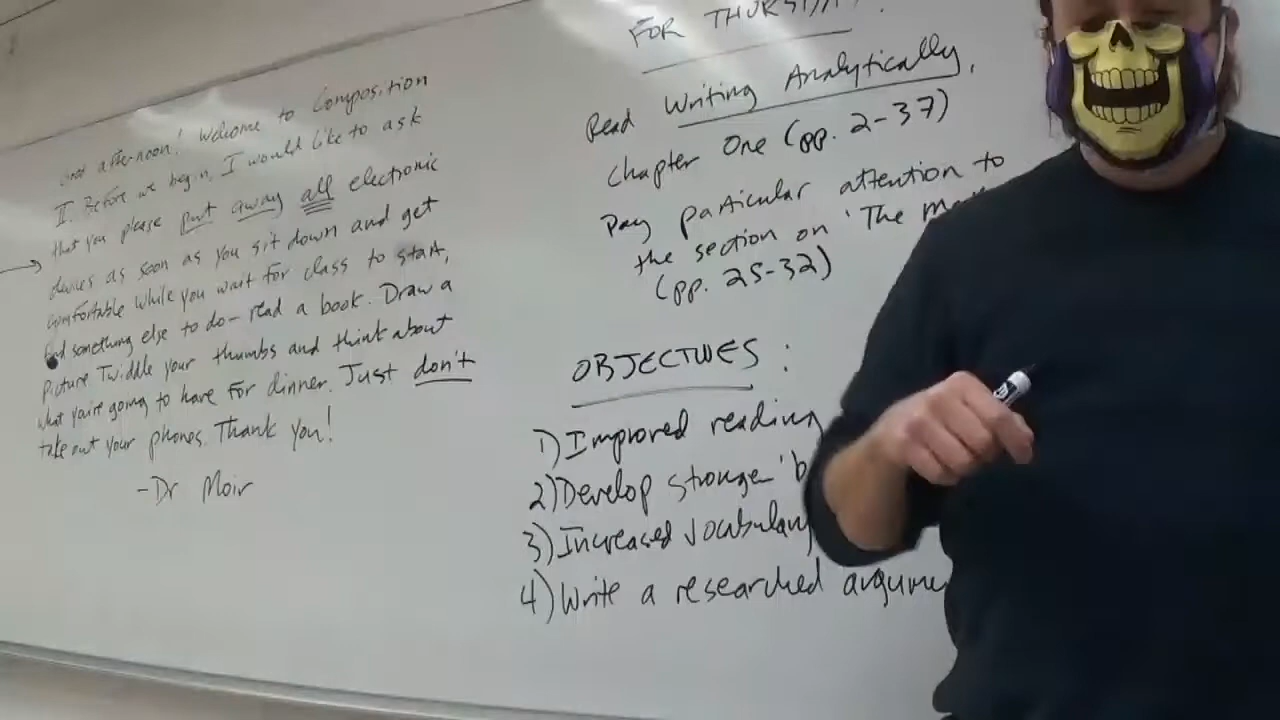 Good afternoon! Welcome to Composition
II. Before we begin, I would like to ask
that you please put away all electronic
devices as soon as you sit down and get
comfortable while you wait for class to start,
find something else to do - read a book. Draw a
picture. Twiddle your thumbs and think about
what you're going to have for dinner. Just don't
take out your phones. Thank you!
- Dr Moir
FOR THURSDAY:
Read Writing Analytically,
Chapter One (pp. 2-37)
Pay particular attention to
the section on 'The
(pp. 25-32)
OBJECTIVES:
1) Improved reading
2) Develop stronger
3) Increased vocabulary
4) Write a researched